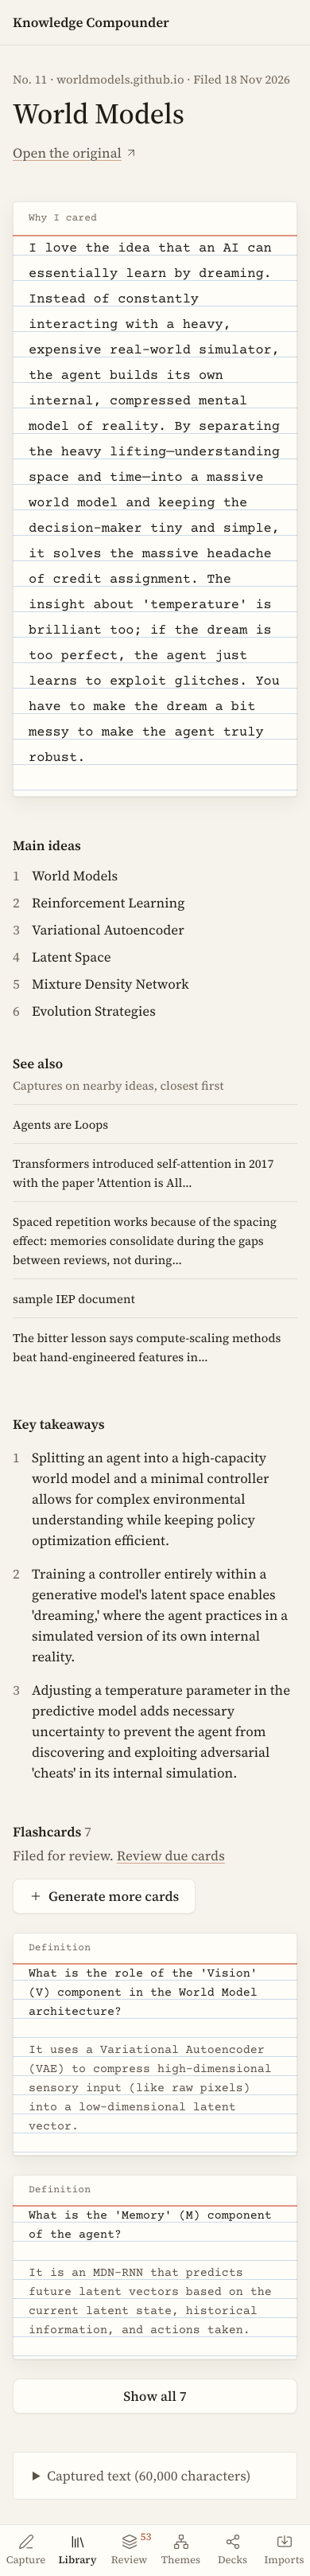 Knowledge Compounder
No. 11 · worldmodels.github.io · Filed 18 Nov 2026
World Models
Open the original
Why I cared
I love the idea that an AI can
essentially learn by dreaming.
Instead of constantly
interacting with a heavy,
expensive real-world simulator,
the agent builds its own
internal, compressed mental
model of reality. By separating
the heavy lifting—understanding
space and time—into a massive
world model and keeping the
decision-maker tiny and simple,
it solves the massive headache
of credit assignment. The
insight about 'temperature' is
brilliant too; if the dream is
too perfect, the agent just
learns to exploit glitches. You
have to make the dream a bit
messy to make the agent truly
robust.
Main ideas
1 World Models
2 Reinforcement Learning
3 Variational Autoencoder
4 Latent Space
5 Mixture Density Network
6 Evolution Strategies
See also
Captures on nearby ideas, closest first
Agents are Loops
Transformers introduced self-attention in 2017
with the paper 'Attention is All...
Spaced repetition works because of the spacing
effect: memories consolidate during the gaps
between reviews, not during...
sample IEP document
The bitter lesson says compute-scaling methods
beat hand-engineered features in...
Key takeaways
1 Splitting an agent into a high-capacity
world model and a minimal controller
allows for complex environmental
understanding while keeping policy
optimization efficient.
2 Training a controller entirely within a
generative model's latent space enables
'dreaming,' where the agent practices in a
simulated version of its own internal
reality.
3 Adjusting a temperature parameter in the
predictive model adds necessary
uncertainty to prevent the agent from
discovering and exploiting adversarial
'cheats' in its internal simulation.
Flashcards 7
Filed for review. Review due cards
+ Generate more cards
Definition
What is the role of the 'Vision'
(V) component in the World Model
architecture?
It uses a Variational Autoencoder
(VAE) to compress high-dimensional
sensory input (like raw pixels)
into a low-dimensional latent
vector.
Definition
What is the 'Memory' (M) component
of the agent?
It is an MDN-RNN that predicts
future latent vectors based on the
current latent state, historical
information, and actions taken.
Show all 7
Captured text (60,000 characters)
53
Capture Library Review Themes Decks Imports